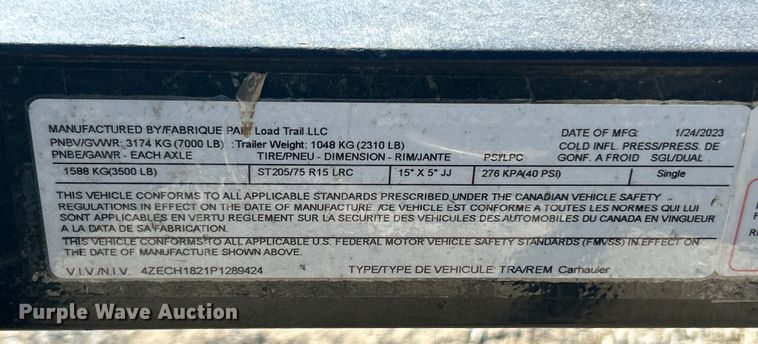 MANUFACTURED BY/FABRIQUE PAR Load Trail LLC DATE OF MFG: 1/24/2023
PNBV/GVWR: 3174 KG (7000 LB) : Trailer Weight: 1048 KG (2310 LB) COLD INFL. PRESS/PRESS. DE
PNBE/GAWR - EACH AXLE TIRE/PNEU - DIMENSION - RIM/JANTE PSI/LPC GONF. A FROID SGL/DUAL
1588 KG(3500 LB) ST205/75 R15 LRC 15" X 5" JJ 276 KPA(40 PSI) Single
THIS VEHICLE CONFORMS TO ALL APPLICABLE STANDARDS PRESCRIBED UNDER THE CANADIAN VEHICLE SAFETY
REGULATIONS IN EFFECT ON THE DATE OF MANUFACTURE /CE VEHICULE EST CONFORME A TOUTES LES NORMES QUI LUI
SONT APPLICABLES EN VERTU REGLEMENT SUR LA SECURITE DES VEHICULES DES AUTOMOBILES DU CANADA EN VINGUEUR
A LA DATA DE SA FABRICATION.
THIS VEHICLE CONFORMS TO ALL APPLICABLE U.S. FEDERAL MOTOR VEHICLE SAFETY STANDARDS (FMVSS) IN EFFECT ON
THE DATE OF MANUFACTURE SHOWN ABOVE.
V.I.V./N.I.V. 4ZECH1821P1289424 TYPE/TYPE DE VEHICULE TRA/REM Carhauler
Purple Wave Auction